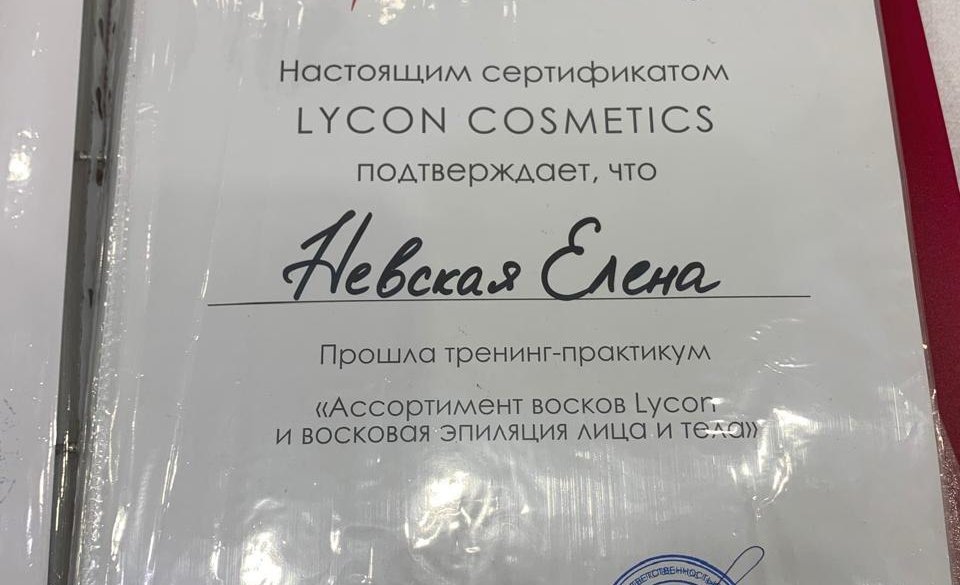 Настоящим сертификатом
LYCON COSMETICS
подтверждает, что
Невская Елена
Прошла тренинг-практикум
«Ассортимент восков Lycon
и восковая эпиляция лица и тела»